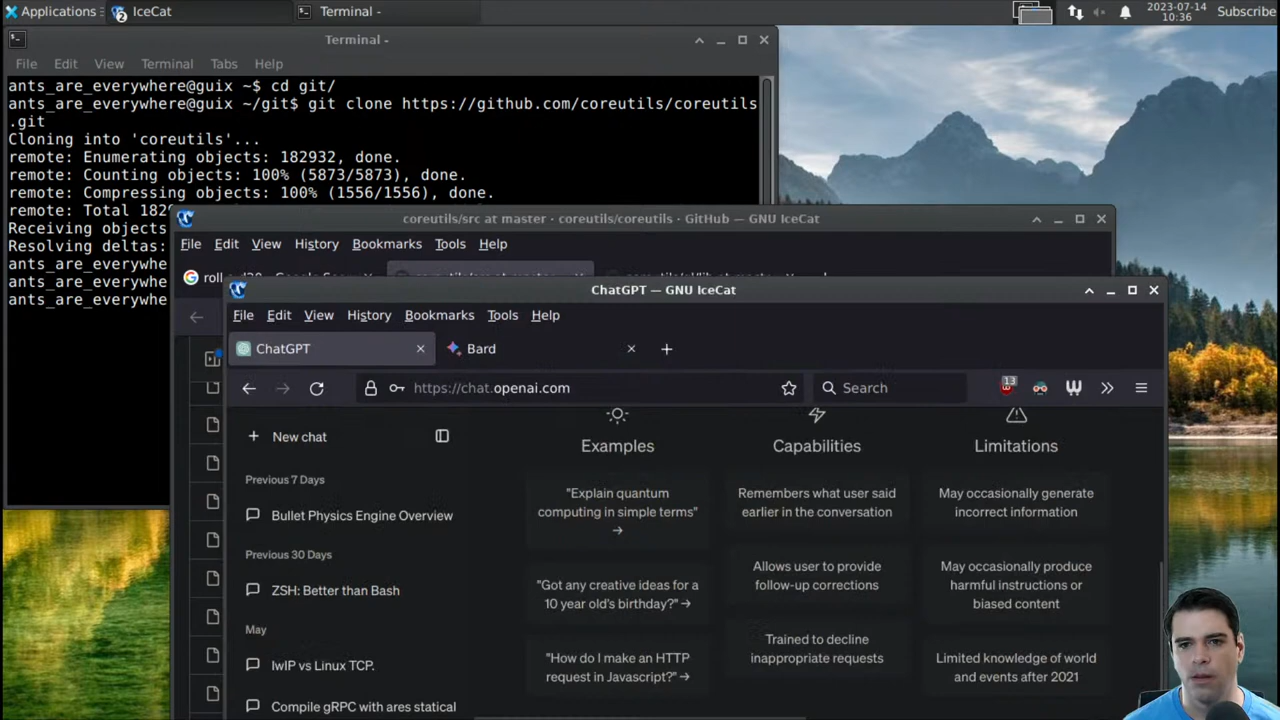 Applications
2
IceCat
Terminal -
2023-07-14
10:36
Subscribe
Terminal -
File Edit View Terminal Tabs Help
ants_are_everywhere@guix ~$ cd git/
ants_are_everywhere@guix ~/git$ git clone https://github.com/coreutils/coreutils
.git
Cloning into 'coreutils'...
remote: Enumerating objects: 182932, done.
remote: Counting objects: 100% (5873/5873), done.
remote: Compressing objects: 100% (1556/1556), done.
remote: Total
Receiving objects
Resolving deltas:
ants_are_everywhe
ants_are_everywhe
ants_are_everywhe
coreutils/src at master · coreutils/coreutils · GitHub — GNU IceCat
File Edit View History Bookmarks Tools Help
ChatGPT — GNU IceCat
File Edit View History Bookmarks Tools Help
ChatGPT
Bard
https://chat.openai.com
Search
13
New chat
Previous 7 Days
Bullet Physics Engine Overview
Previous 30 Days
ZSH: Better than Bash
May
lwIP vs Linux TCP.
Compile gRPC with ares statical
Examples
"Explain quantum
computing in simple terms"
→
"Got any creative ideas for a
10 year old's birthday?" →
"How do I make an HTTP
request in Javascript?" →
Capabilities
Remembers what user said
earlier in the conversation
Allows user to provide
follow-up corrections
Trained to decline
inappropriate requests
Limitations
May occasionally generate
incorrect information
May occasionally produce
harmful instructions or
biased content
Limited knowledge of world
and events after 2021